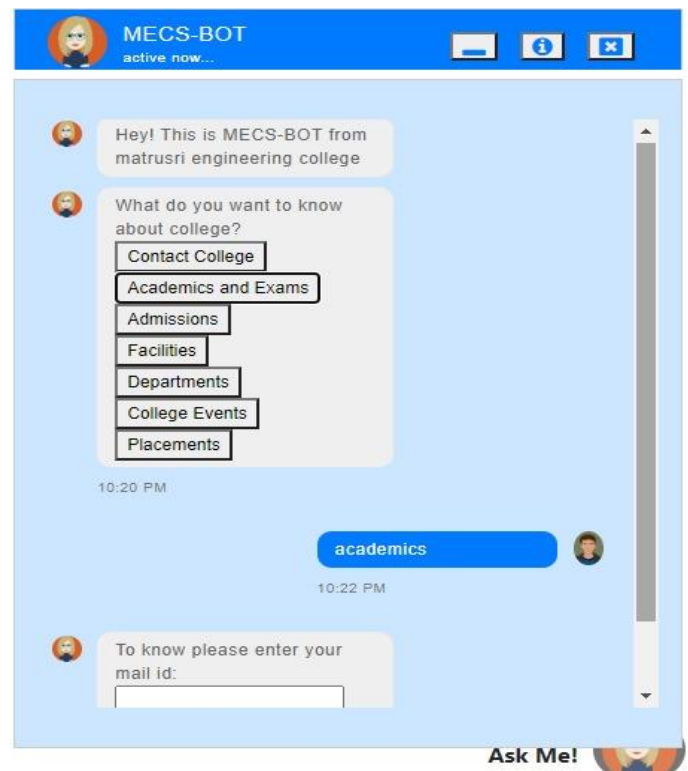 MECS-BOT
active now...
Hey! This is MECS-BOT from
matrusri engineering college
What do you want to know
about college?
Contact College
Academics and Exams
Admissions
Facilities
Departments
College Events
Placements
10:20 PM
academics
10:22 PM
To know please enter your
mail id:
Ask Me!